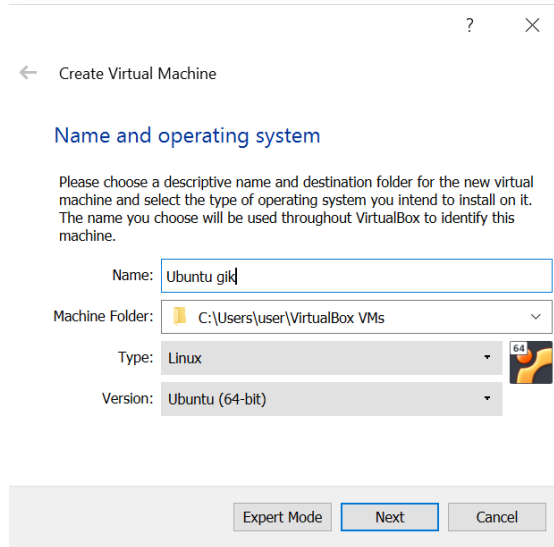 ?
Create Virtual Machine
Name and operating system
Please choose a descriptive name and destination folder for the new virtual
machine and select the type of operating system you intend to install on it.
The name you choose will be used throughout VirtualBox to identify this
machine.
Name: Ubuntu gik
Machine Folder: C:\Users\user\VirtualBox VMs
Type: Linux
64
Version: Ubuntu (64-bit)
Expert Mode Next Cancel